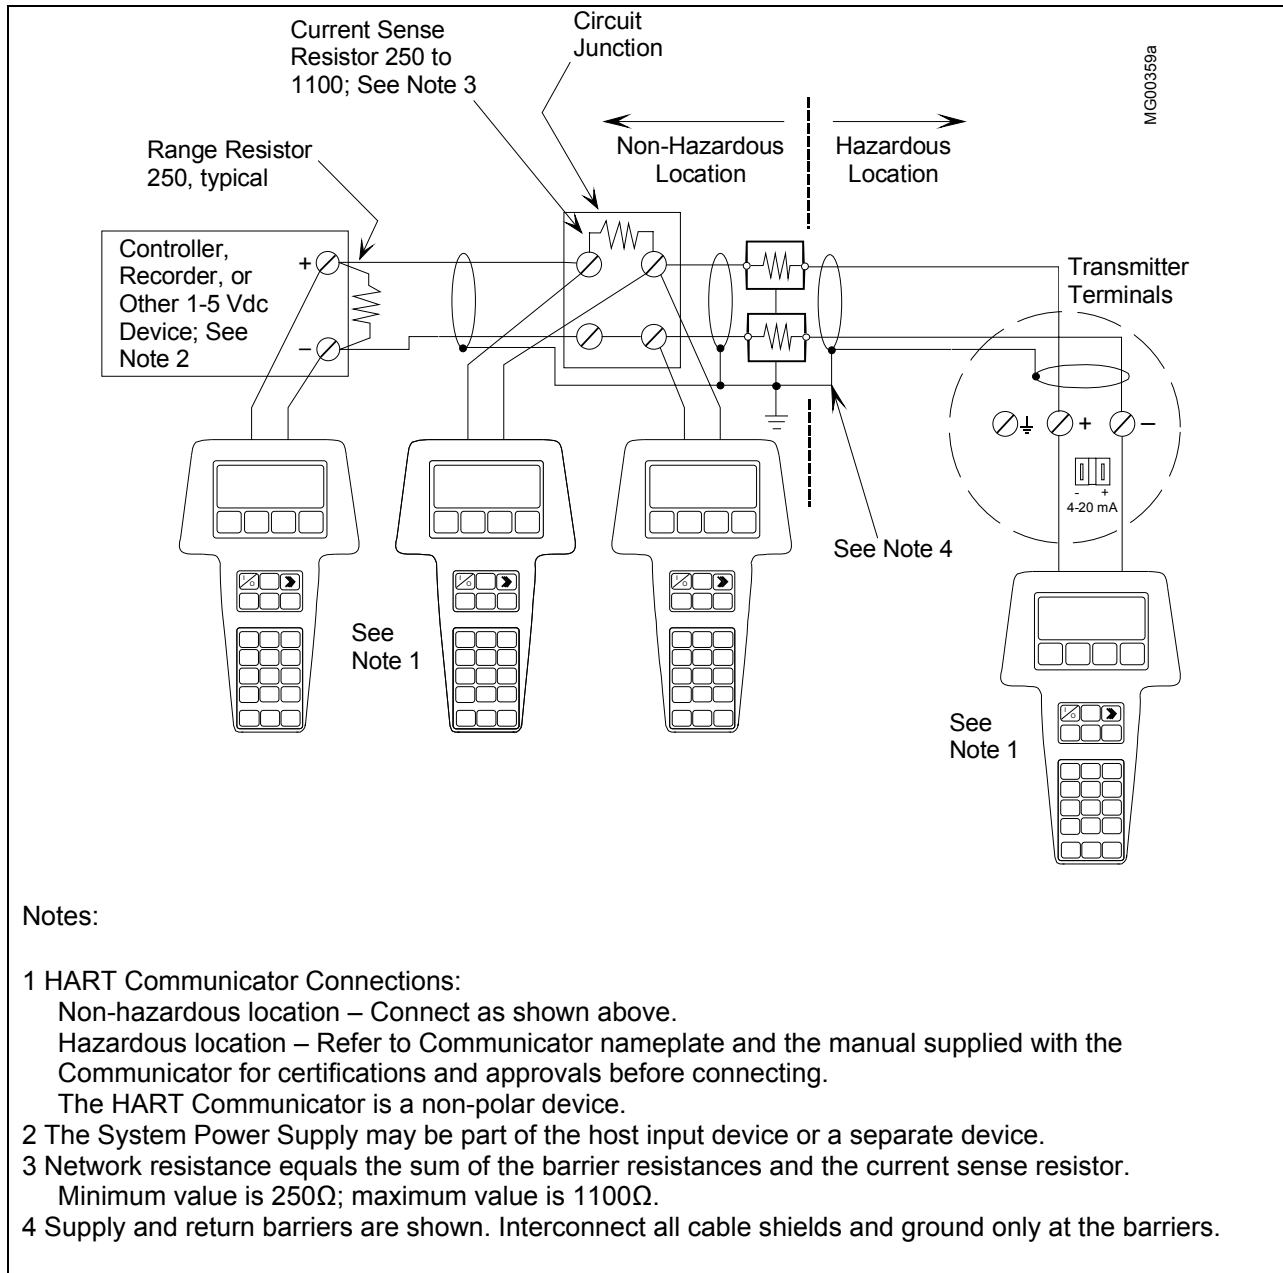 Current Sense
Resistor 250 to
1100; See Note 3
Circuit
Junction
MG00359a
Non-Hazardous
Location
Hazardous
Location
Range Resistor
250, typical
Controller,
Recorder, or
Other 1-5 Vdc
Device; See
Note 2
+
–
Transmitter
Terminals
+
–
- +
4-20 mA
See Note 4
I/O
I/O
I/O
See
Note 1
See
Note 1
I/O
Notes:
1 HART Communicator Connections:
Non-hazardous location – Connect as shown above.
Hazardous location – Refer to Communicator nameplate and the manual supplied with the
Communicator for certifications and approvals before connecting.
The HART Communicator is a non-polar device.
2 The System Power Supply may be part of the host input device or a separate device.
3 Network resistance equals the sum of the barrier resistances and the current sense resistor.
Minimum value is 250Ω; maximum value is 1100Ω.
4 Supply and return barriers are shown. Interconnect all cable shields and ground only at the barriers.